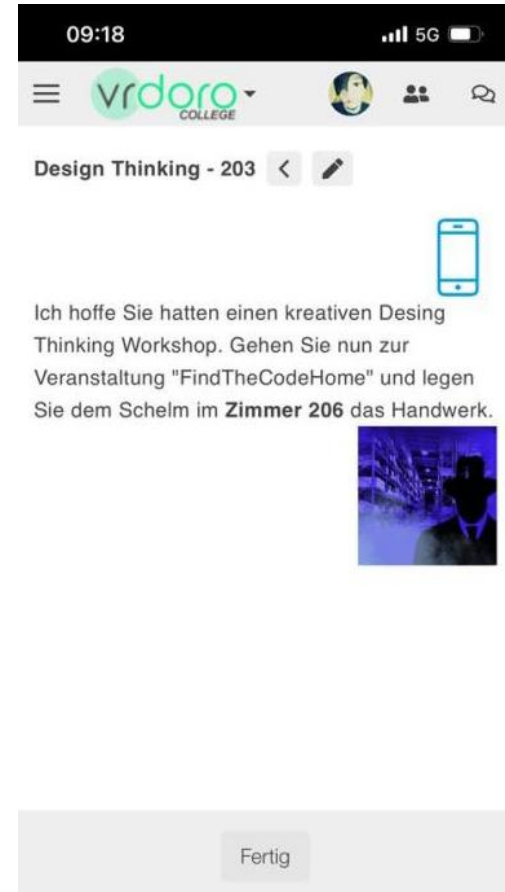 09:18 5G
vrdoro
COLLEGE
Design Thinking - 203
Ich hoffe Sie hatten einen kreativen Desing
Thinking Workshop. Gehen Sie nun zur
Veranstaltung "FindTheCodeHome" und legen
Sie dem Schelm im Zimmer 206 das Handwerk.
Fertig